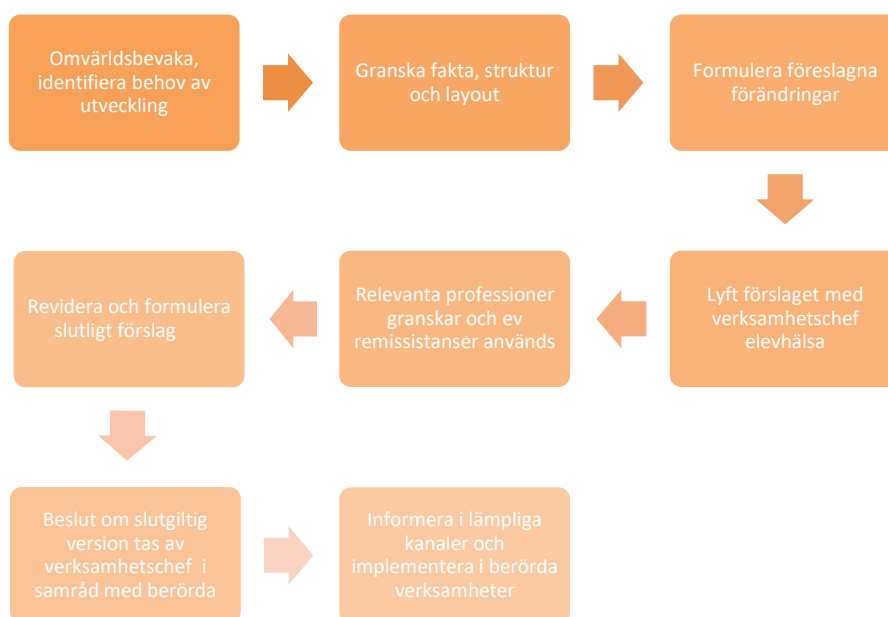 Omvärldsbevaka,
identifiera behov av
utveckling
Granska fakta, struktur
och layout
Formulera föreslagna
förändringar
Lyft förslaget med
verksamhetschef
elevhälsa
Relevanta professioner
granskar och ev
remissistanser används
Revidera och formulera
slutligt förslag
Beslut om slutgiltig
version tas av
verksamhetschef i
samråd med berörda
Informera i lämpliga
kanaler och
implementera i berörda
verksamheter